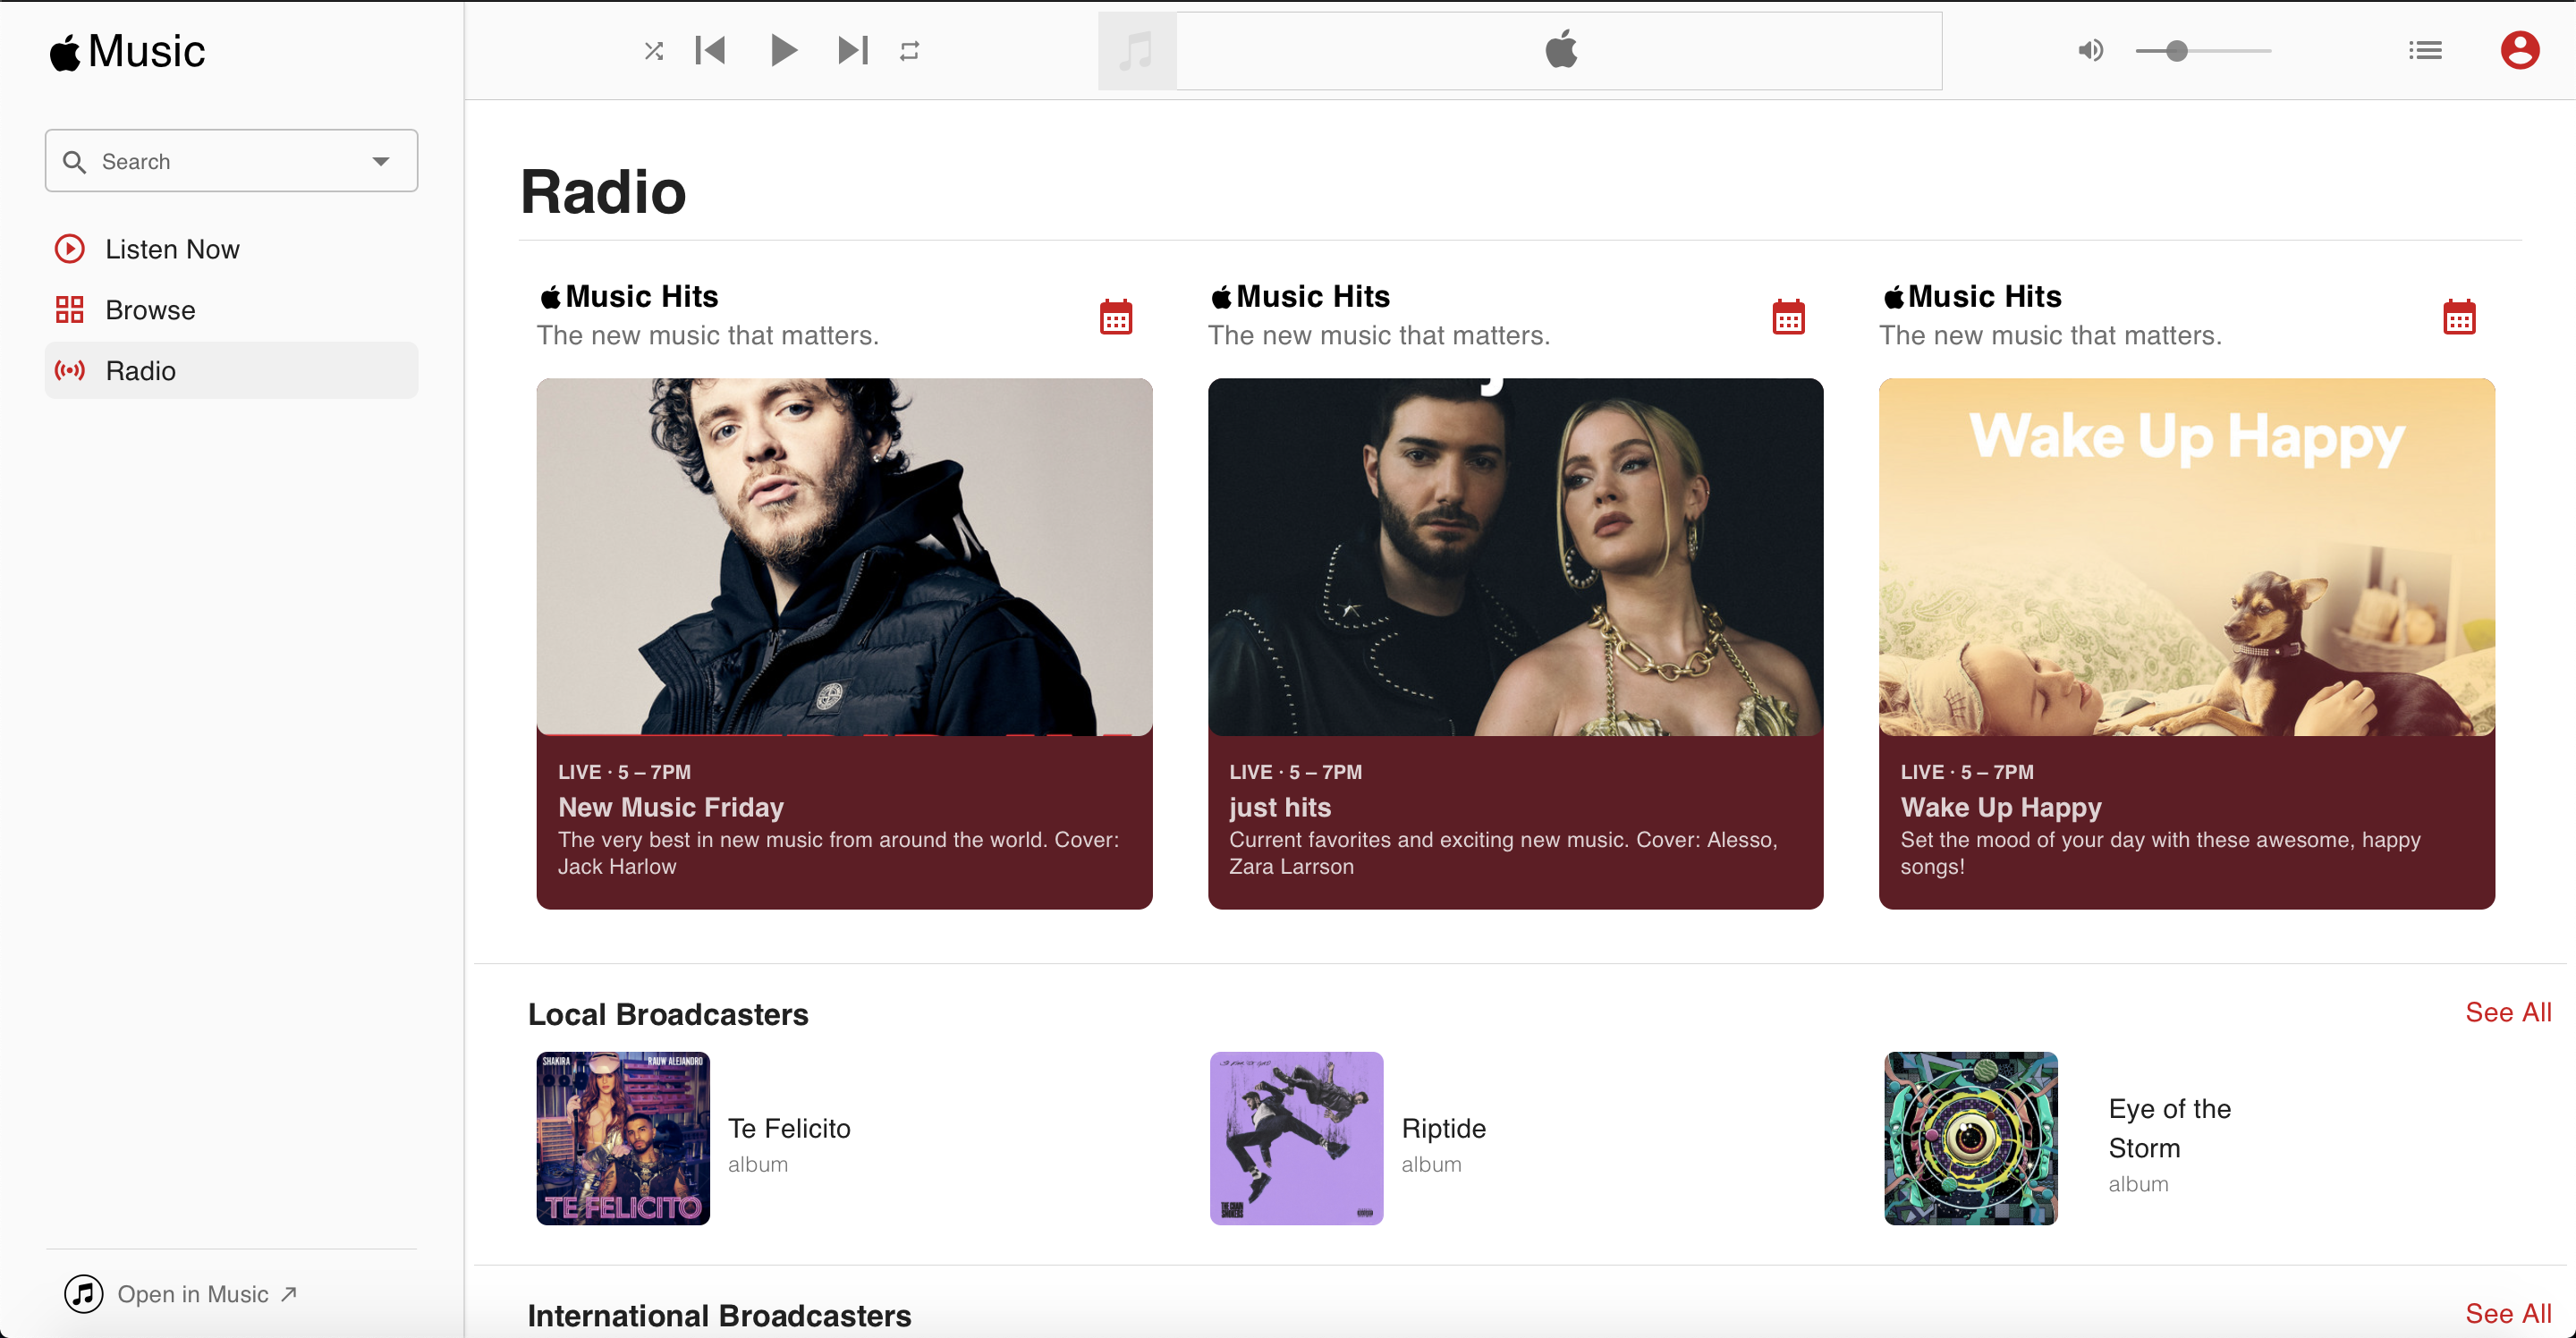 Music
Search
Listen Now
Browse
Radio
Open in Music ↗
Radio
Music Hits
The new music that matters.
LIVE · 5 – 7PM
New Music Friday
The very best in new music from around the world. Cover:
Jack Harlow
Music Hits
The new music that matters.
LIVE · 5 – 7PM
just hits
Current favorites and exciting new music. Cover: Alesso,
Zara Larrson
Music Hits
The new music that matters.
Wake Up Happy
LIVE · 5 – 7PM
Wake Up Happy
Set the mood of your day with these awesome, happy
songs!
Local Broadcasters
See All
SHAKIRA
RAUW ALEJANDRO
TE FELICITO
Te Felicito
album
THE CHAIN
SMOKERS
Riptide
album
Eye of the
Storm
album
International Broadcasters
See All